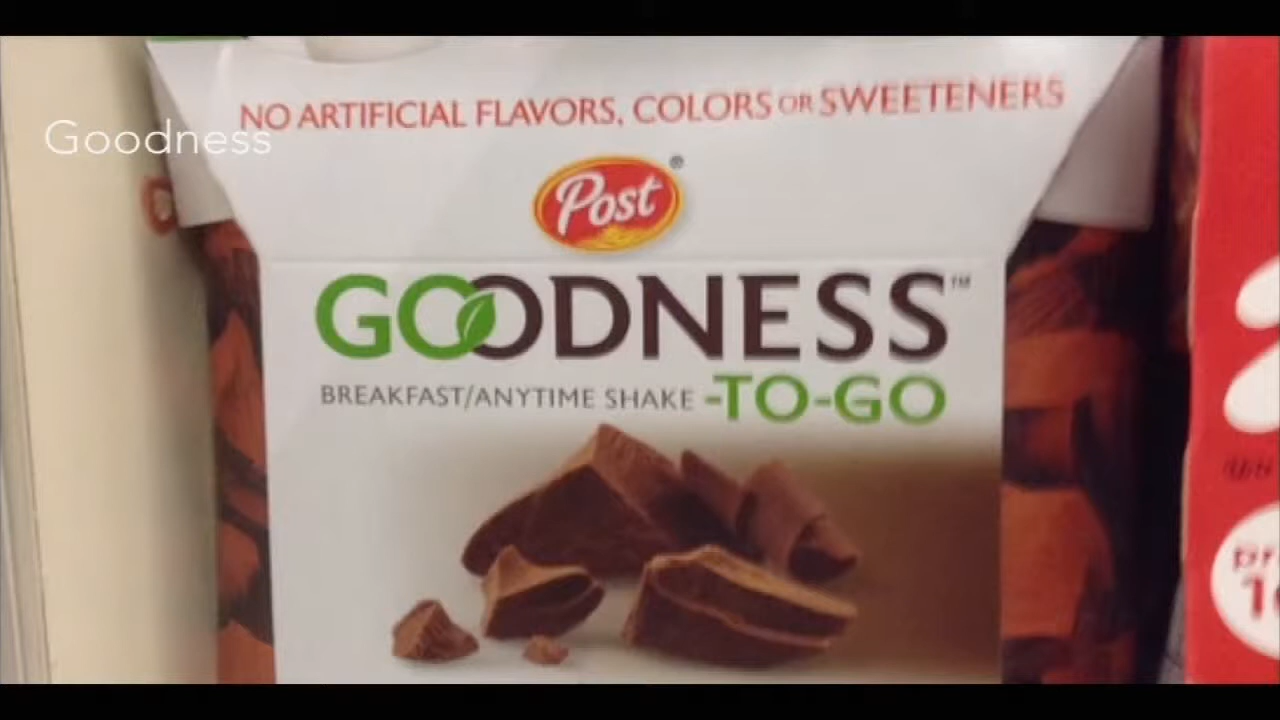 NO ARTIFICIAL FLAVORS, COLORS OR SWEETENERS
Goodness
Post®
GOODNESS™
BREAKFAST/ANYTIME SHAKE -TO-GO